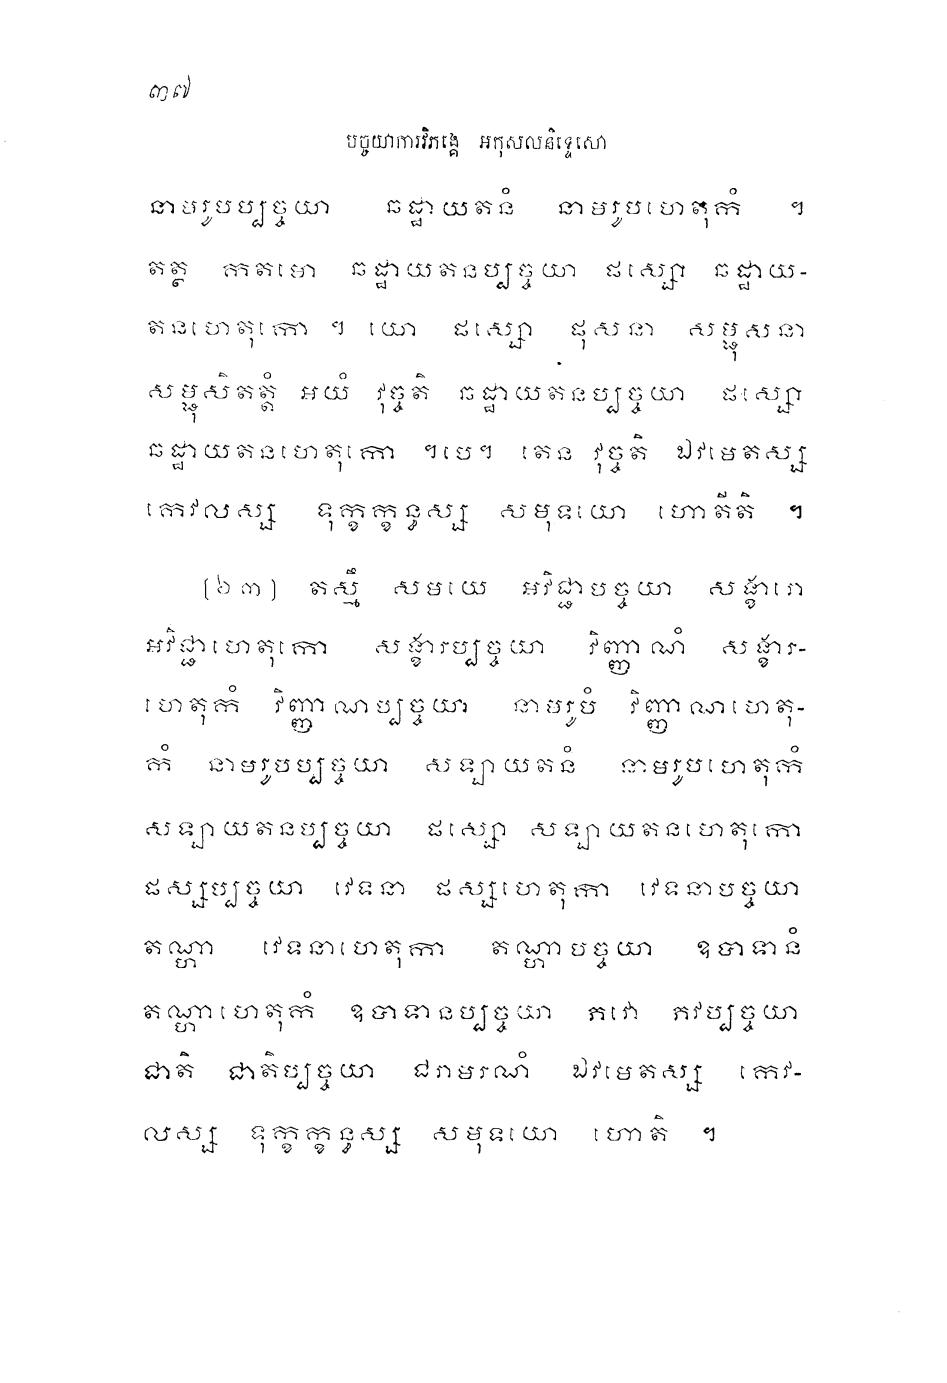 ៣៧
បច្ចយាការវិភង្គេ អកុសលនិទ្ទេសោ
នាមរូបប្បច្ចយា ឆដ្ឋាយតនំ នាមរូបហេតុកំ ។
តត្ថ កតមោ ឆដ្ឋាយតនប្បច្ចយា ផស្សោ ឆដ្ឋាយ-
តនហេតុកោ ។ យោ ផស្សោ ផុសនា សម្ផុសនា
សម្ផុសិតត្តំ អយំ វុច្ចតិ ឆដ្ឋាយតនប្បច្ចយា ផស្សោ
ឆដ្ឋាយតនហេតុកោ ។បេ។ តេន វុច្ចតិ ឯវមេតស្ស
កេវលស្ស ទុក្ខក្ខន្ធស្ស សមុទយោ ហោតីតិ ។
(៦៣) តស្មឹ សមយេ អវិជ្ជាបច្ចយា សង្ខារោ
អវិជ្ជាហេតុកោ សង្ខារប្បច្ចយា វិញ្ញាណំ សង្ខារ-
ហេតុកំ វិញ្ញាណប្បច្ចយា នាមរូបំ វិញ្ញាណហេតុ-
កំ នាមរូបប្បច្ចយា សឡាយតនំ នាមរូបហេតុកំ
សឡាយតនប្បច្ចយា ផស្សោ សឡាយតនហេតុកោ
ផស្សប្បច្ចយា វេទនា ផស្សហេតុកា វេទនាបច្ចយា
តណ្ហា វេទនាហេតុកា តណ្ហាបច្ចយា ឧបាទានំ
តណ្ហាហេតុកំ ឧបាទានប្បច្ចយា ភវោ ភវប្បច្ចយា
ជាតិ ជាតិប្បច្ចយា ជរាមរណំ ឯវមេតស្ស កេវ-
លស្ស ទុក្ខក្ខន្ធស្ស សមុទយោ ហោតិ ។